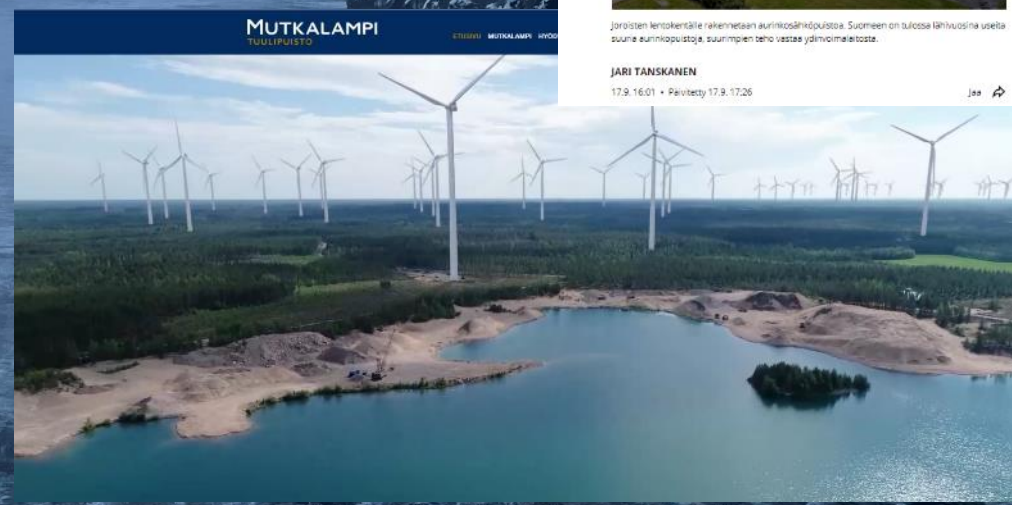 MUTKALAMPI
TUULIPUISTO
ETUSIVU MUTKALAMPI
Joroisten lentokentälle rakennetaan aurinkosähköpuistoa. Suomeen on tulossa lähivuosina useita
suuria aurinkopuistoja, suurimpien teho vastaa ydinvoimalaitosta.
JARI TANSKANEN
17.9. 16:01 • Päivitetty 17.9. 17:26
Jaa